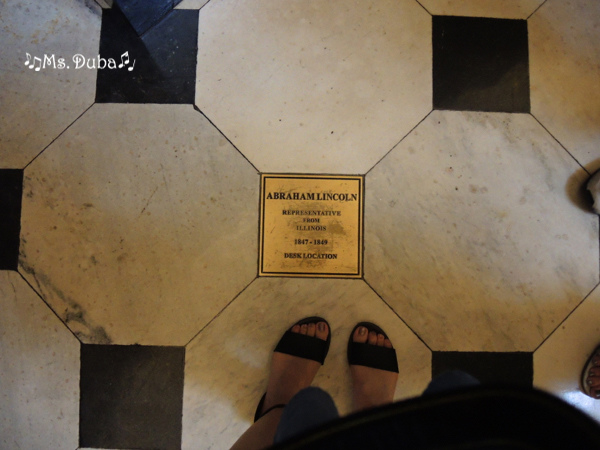 🎶Ms.Duba🎶
ABRAHAM LINCOLN
REPRESENTATIVE
FROM
ILLINOIS
1847 - 1849
DESK LOCATION